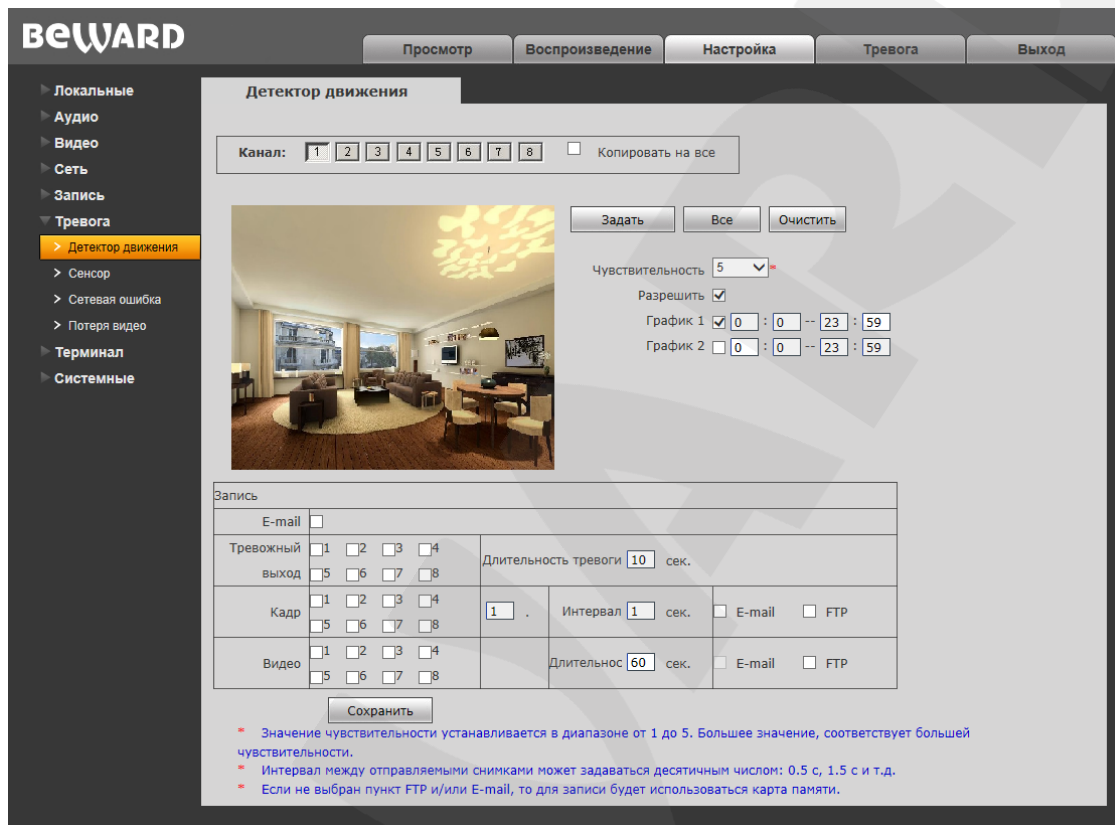 BEWARD
Просмотр Воспроизведение Настройка Тревога Выход
Локальные
Аудио
Видео
Сеть
Запись
Тревога
> Детектор движения
> Сенсор
> Сетевая ошибка
> Потеря видео
Терминал
Системные
Детектор движения
Канал: 1 2 3 4 5 6 7 8 Копировать на все
Задать Все Очистить
Чувствительность 5 *
Разрешить
График 1 0 : 0 -- 23 : 59
График 2 0 : 0 -- 23 : 59
Запись
E-mail
Тревожный выход 1 2 3 4
5 6 7 8
Длительность тревоги 10 сек.
Кадр 1 2 3 4
5 6 7 8
1 . Интервал 1 сек. E-mail FTP
Видео 1 2 3 4
5 6 7 8
Длительнос 60 сек. E-mail FTP
Сохранить
* Значение чувствительности устанавливается в диапазоне от 1 до 5. Большее значение, соответствует большей
чувствительности.
* Интервал между отправляемыми снимками может задаваться десятичным числом: 0.5 с, 1.5 с и т.д.
* Если не выбран пункт FTP и/или E-mail, то для записи будет использоваться карта памяти.